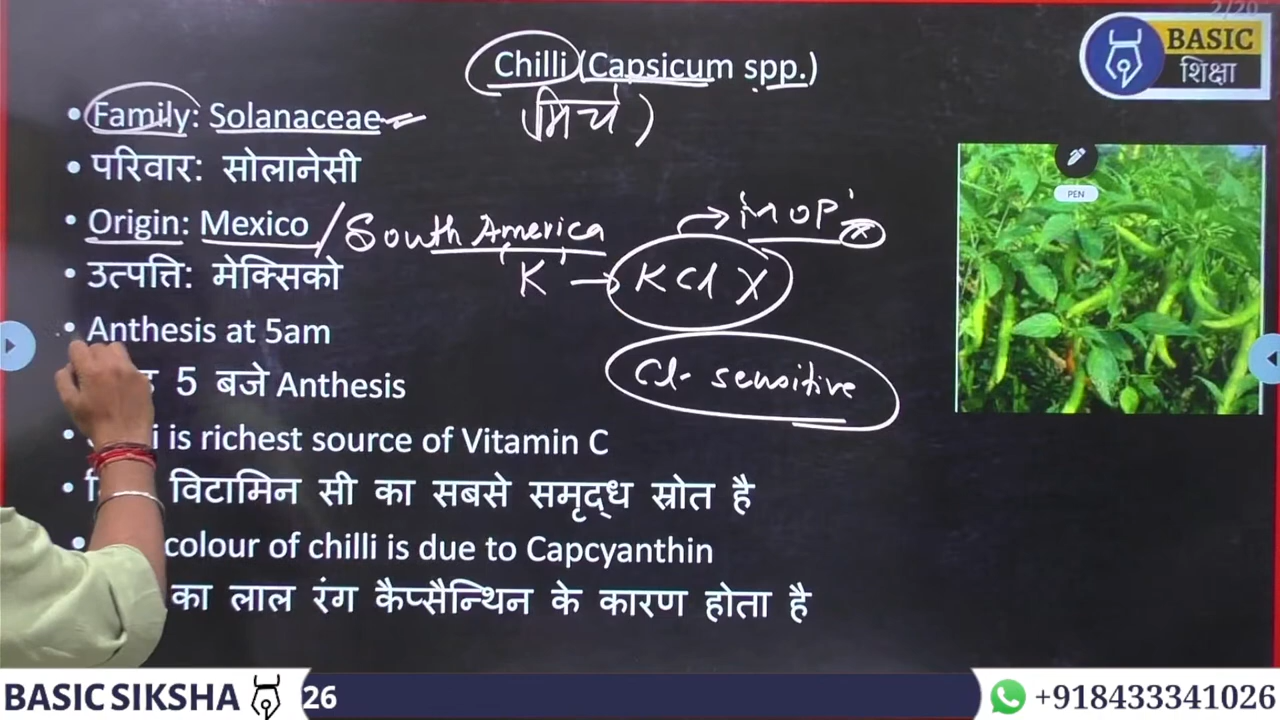 2/20
Chilli (Capsicum spp.)
मिर्च)
BASIC
शिक्षा
• Family: Solanaceae
• परिवार: सोलानेसी
PEN
• Origin: Mexico / South America
MOP
• उत्पत्ति: मेक्सिको
K → KCl X
• Anthesis at 5am
Cl- sensitive
5 बजे Anthesis
is richest source of Vitamin C
विटामिन सी का सबसे समृद्ध स्रोत है
colour of chilli is due to Capcyanthin
का लाल रंग कैप्सैन्थिन के कारण होता है
BASIC SIKSHA 26 +918433341026